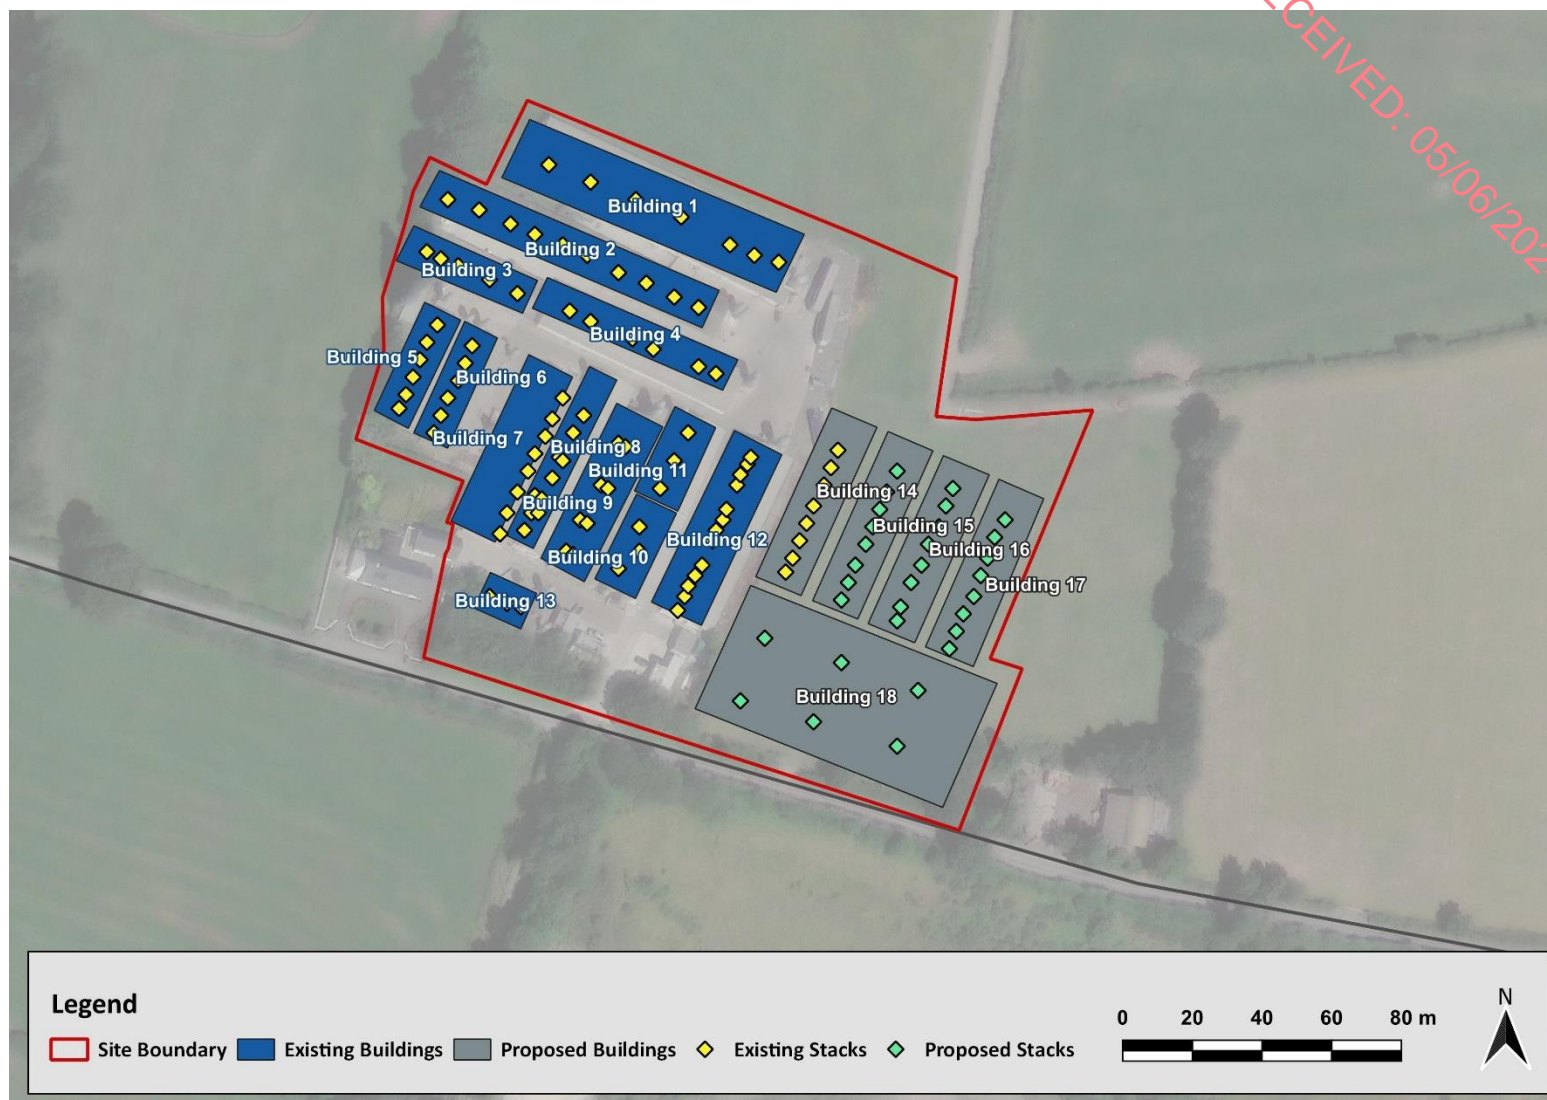 RECEIVED: 05/06/202
Building 1
Building 2
Building 3
Building 4
Building 5
Building 6
Building 7
Building 8
Building 11
Building 9
Building 10
Building 12
Building 13
Building 14
Building 15
Building 16
Building 17
Building 18
Legend
Site Boundary Existing Buildings Proposed Buildings Existing Stacks Proposed Stacks
0 20 40 60 80 m
N